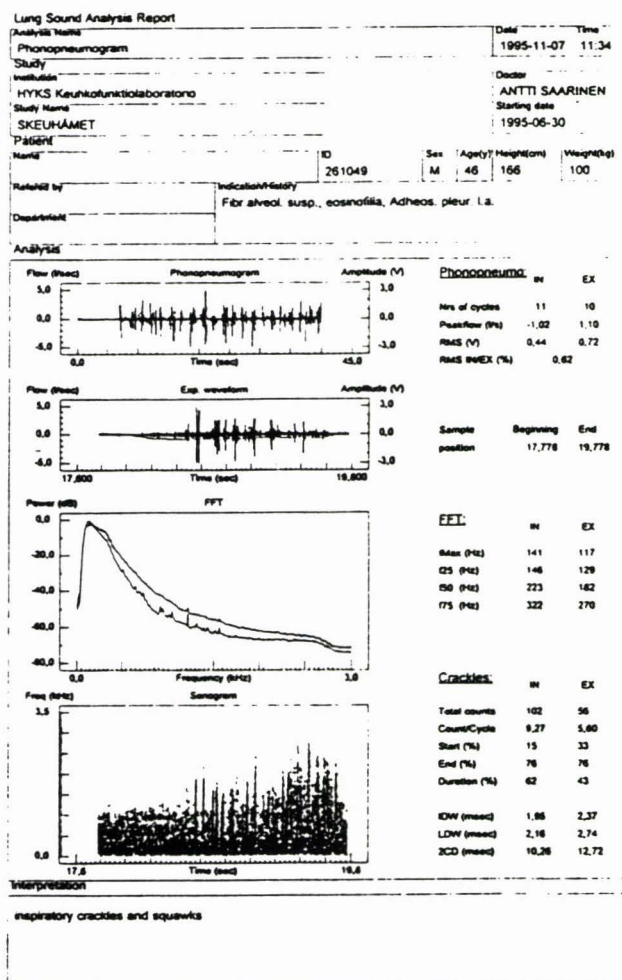 Lung Sound Analysis Report
Analysis Name Date Time
Phonopneumogram 1995-11-07 11:34
Study
Institution Doctor
HYKS Keuhkofunktiolaboratorio ANTTI SAARINEN
Study Name Starting date
SKEUHÄMET 1995-06-30
Patient
Name ID Sex Age(y) Height(cm) Weight(kg)
261049 M 46 166 100
Referred by Indication/History
Fibr.alveol. susp., eosinofilia, Adheos. pleur. l.a.
Department
Analysis
Flow (l/sec) Phonopneumogram Amplitude (V)
5,0 3,0
0,0 0,0
-5,0 -3,0
0,0 Time (sec) 45,0
Phonopneumo: IN EX
Nrs of cycles 11 10
Peakflow (l/s) -1,02 1,10
RMS (V) 0,44 0,72
RMS IN/EX (%) 0,62
Flow (l/sec) Exp. waveform Amplitude (V)
5,0 3,0
0,0 0,0
-5,0 -3,0
17,800 Time (sec) 19,800
Sample Beginning End
position 17,778 19,778
Power (dB) FFT
0,0
-20,0
-40,0
-60,0
-80,0
0,0 Frequency (kHz) 3,0
FFT: IN EX
fMax (Hz) 141 117
f25 (Hz) 146 129
f50 (Hz) 223 182
f75 (Hz) 322 270
Freq (kHz) Sonogram
1,5
0,0
17,8 Time (sec) 19,8
Crackles: IN EX
Total counts 102 56
Count/Cycle 9,27 5,60
Start (%) 15 33
End (%) 76 76
Duration (%) 62 43
IDW (msec) 1,95 2,37
LDW (msec) 2,16 2,74
2CD (msec) 10,26 12,72
Interpretation
inspiratory crackles and squawks